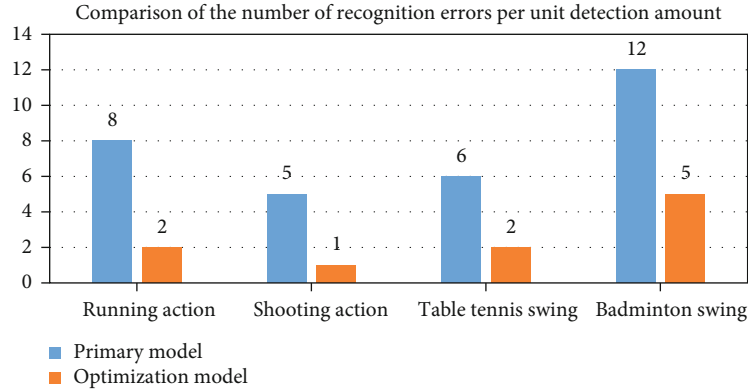 Comparison of the number of recognition errors per unit detection amount
14
12
10
8
6
4
2
0
8
2
5
1
6
2
12
5
Running action
Shooting action
Table tennis swing
Badminton swing
Primary model
Optimization model